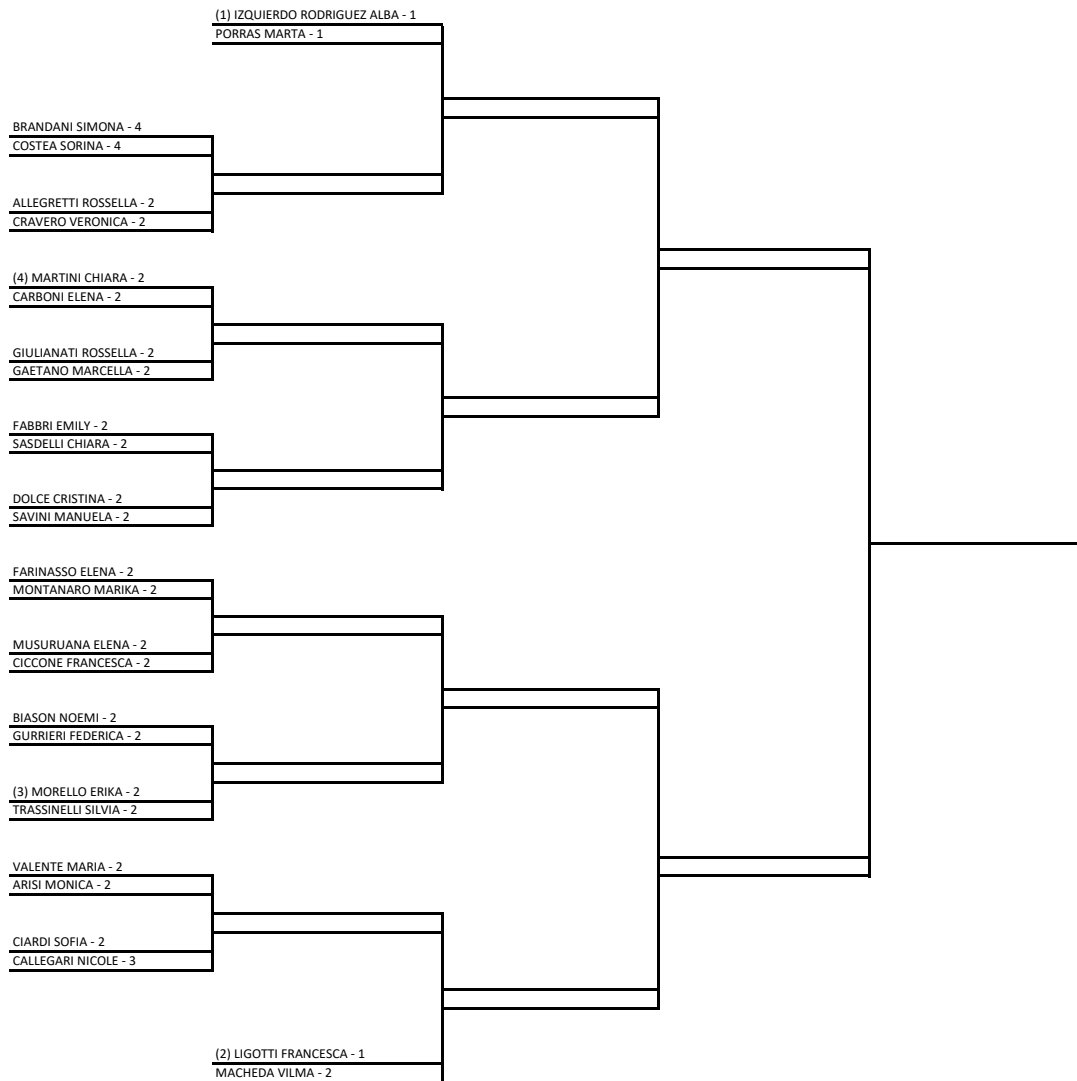 (1) IZQUIERDO RODRIGUEZ ALBA - 1
PORRAS MARTA - 1
BRANDANI SIMONA - 4
COSTEA SORINA - 4
ALLEGRETTI ROSSELLA - 2
CRAVERO VERONICA - 2
(4) MARTINI CHIARA - 2
CARBONI ELENA - 2
GIULIANATI ROSSELLA - 2
GAETANO MARCELLA - 2
FABBRI EMILY - 2
SASDELLI CHIARA - 2
DOLCE CRISTINA - 2
SAVINI MANUELA - 2
FARINASSO ELENA - 2
MONTANARO MARIKA - 2
MUSURUANA ELENA - 2
CICCONE FRANCESCA - 2
BIASON NOEMI - 2
GURRIERI FEDERICA - 2
(3) MORELLO ERIKA - 2
TRASSINELLI SILVIA - 2
VALENTE MARIA - 2
ARISI MONICA - 2
CIARDI SOFIA - 2
CALLEGARI NICOLE - 3
(2) LIGOTTI FRANCESCA - 1
MACHEDA VILMA - 2